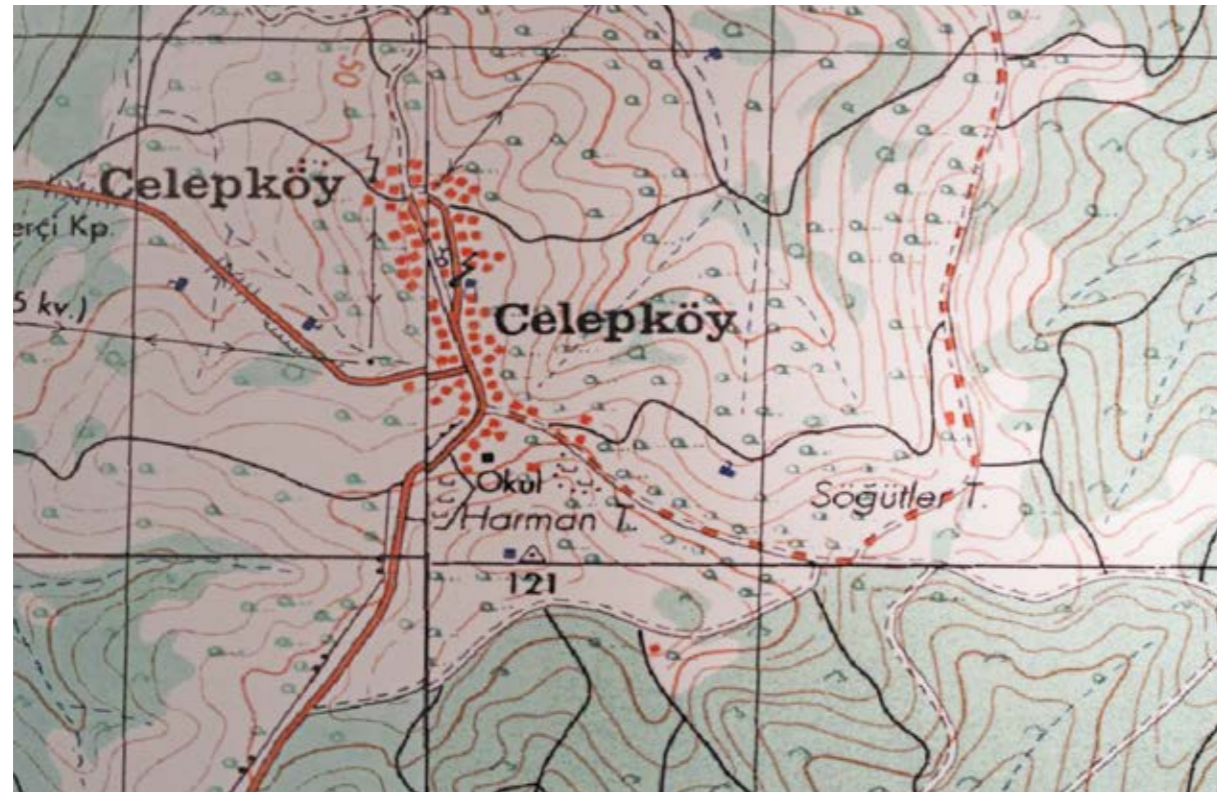 50
Celepköy
erçi Kp.
5 kv.)
Celepköy
Okul
Harman T.
Söğütler T.
121